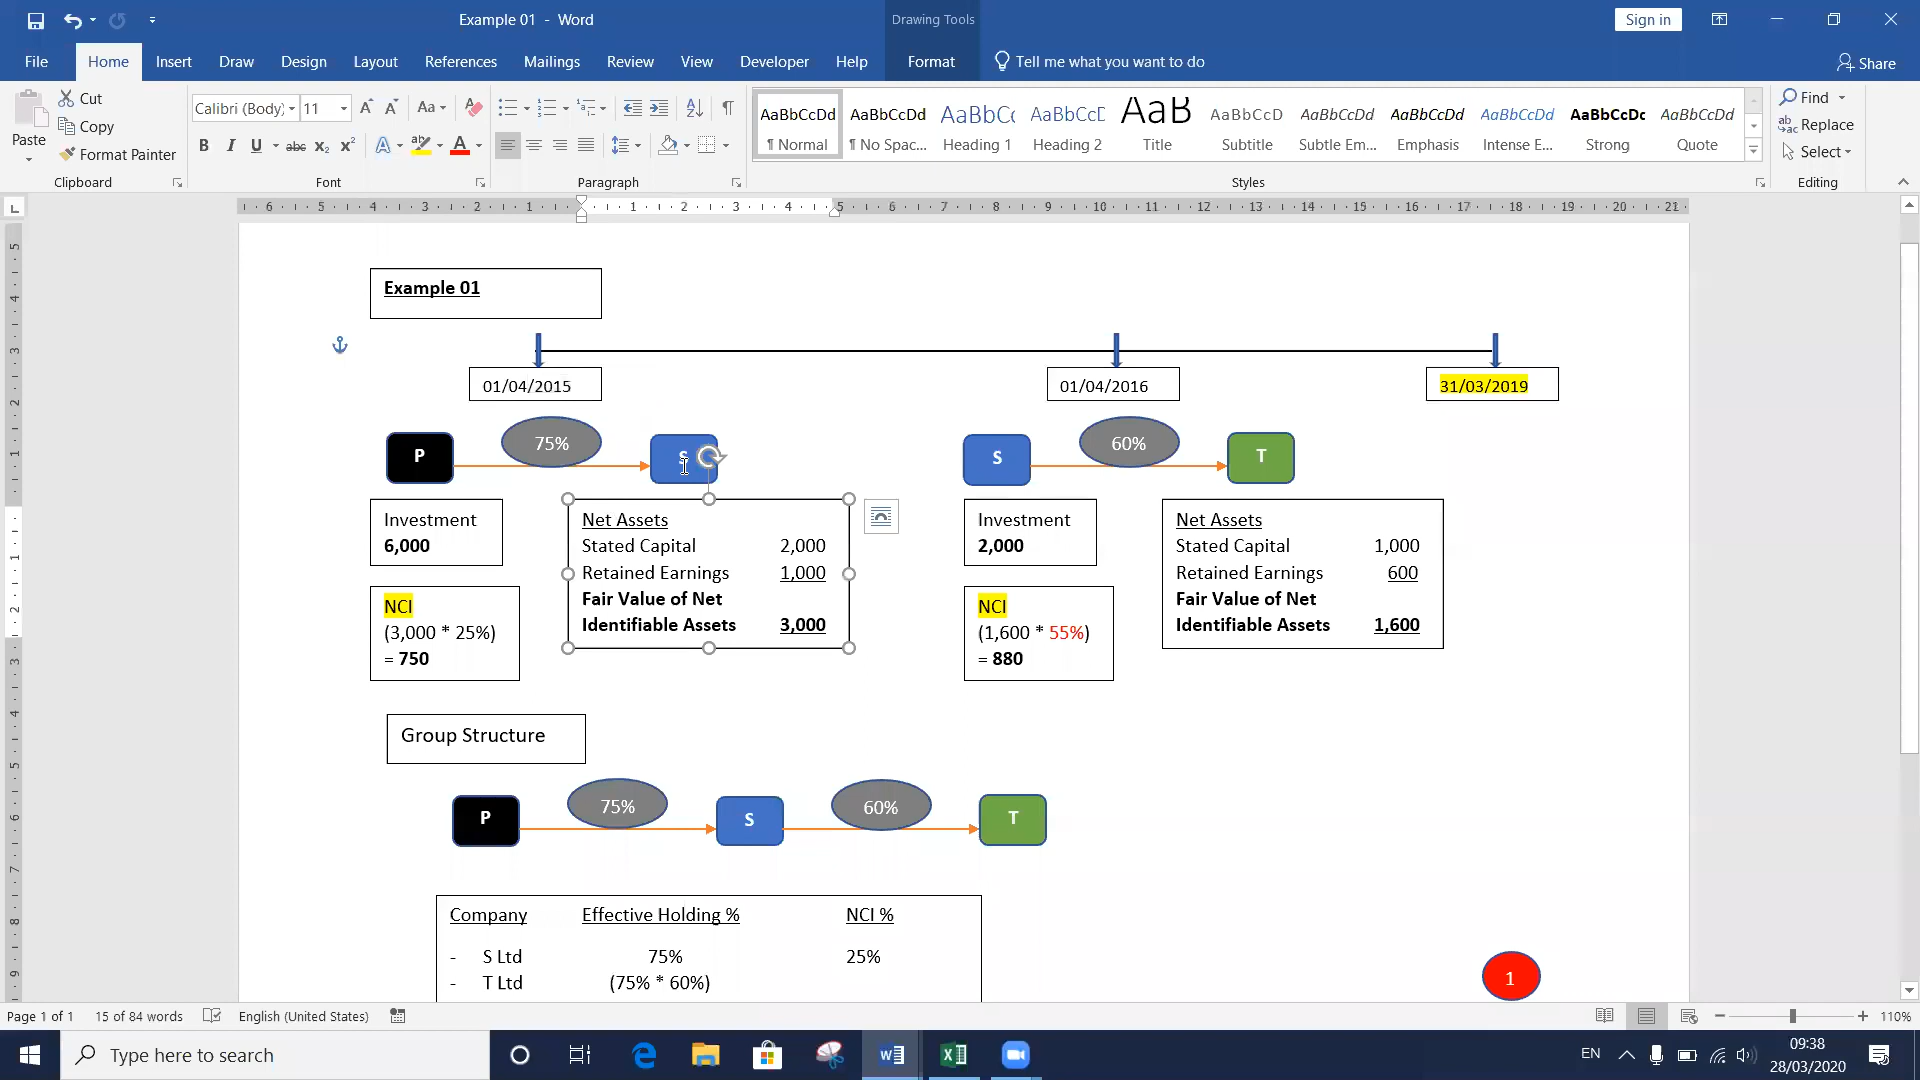 Example 01 - Word
Drawing Tools
Sign in
File Home Insert Draw Design Layout References Mailings Review View Developer Help Format Tell me what you want to do Share
Paste
Cut
Copy
Format Painter
Clipboard
Calibri (Body) 11
Font
Paragraph
AaBbCcDd AaBbCcDd AaBbCc AaBbCcD AaB AaBbCcD AaBbCcDd AaBbCcDd AaBbCcDd AaBbCcDc AaBbCcDd
¶ Normal ¶ No Spac... Heading 1 Heading 2 Title Subtitle Subtle Em... Emphasis Intense E... Strong Quote
Styles
Find
Replace
Select
Editing
Example 01
01/04/2015
01/04/2016
31/03/2019
P 75% S
S 60% T
Investment
6,000
NCI
(3,000 * 25%)
= 750
Net Assets
Stated Capital 2,000
Retained Earnings 1,000
Fair Value of Net
Identifiable Assets 3,000
Investment
2,000
NCI
(1,600 * 55%)
= 880
Net Assets
Stated Capital 1,000
Retained Earnings 600
Fair Value of Net
Identifiable Assets 1,600
Group Structure
P 75% S 60% T
Company Effective Holding % NCI %
- S Ltd 75% 25%
- T Ltd (75% * 60%)
1
Page 1 of 1 15 of 84 words English (United States) 110%
Type here to search
EN
09:38
28/03/2020